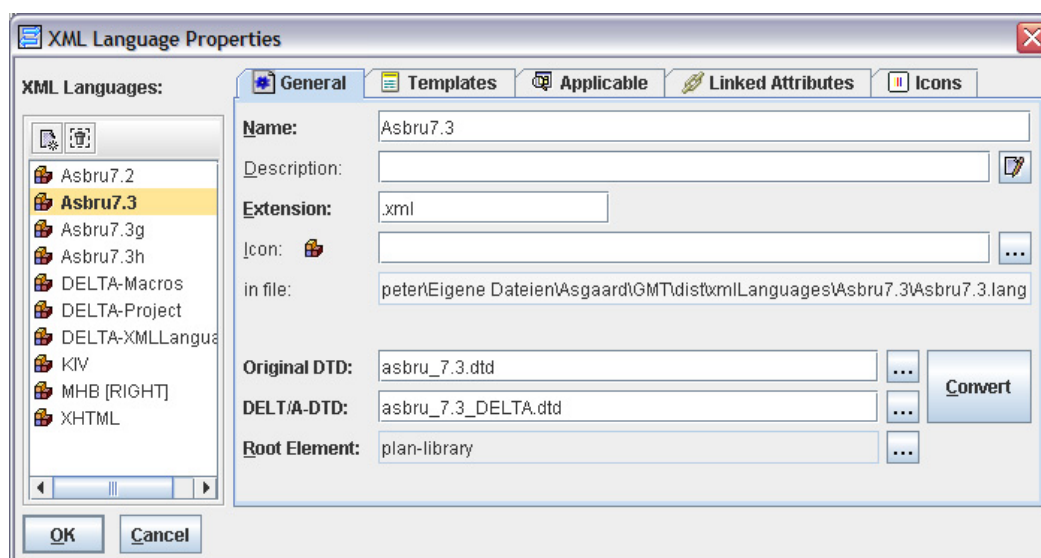 XML Language Properties
XML Languages:
General Templates Applicable Linked Attributes Icons
Asbru7.2
Asbru7.3
Asbru7.3g
Asbru7.3h
DELTA-Macros
DELTA-Project
DELTA-XMLLangua
KIV
MHB [RIGHT]
XHTML
Name: Asbru7.3
Description:
Extension: .xml
Icon: ...
in file: peter\Eigene Dateien\Asgaard\GMT\dist\xmlLanguages\Asbru7.3\Asbru7.3.lang
Original DTD: asbru_7.3.dtd ...
Convert
DELT/A-DTD: asbru_7.3_DELTA.dtd ...
Root Element: plan-library ...
OK Cancel